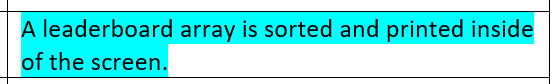 A leaderboard array is sorted and printed inside
of the screen.